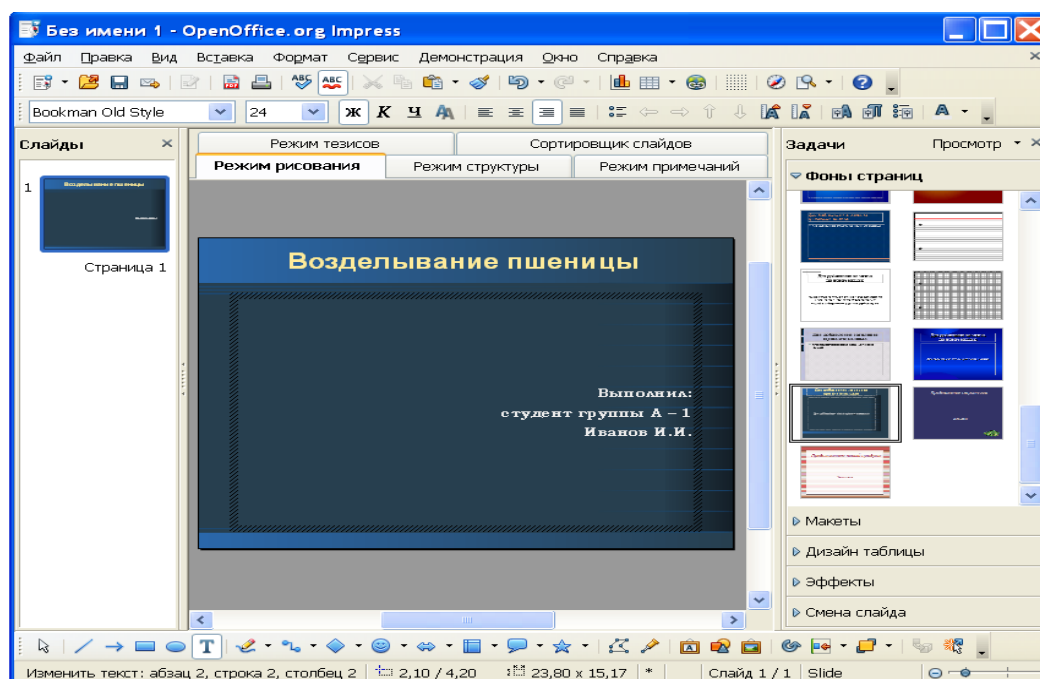 Без имени 1 - OpenOffice.org Impress
Файл Правка Вид Вставка Формат Сервис Демонстрация Окно Справка
Bookman Old Style 24 Ж К Ч
Слайды
Режим тезисов Сортировщик слайдов
Задачи Просмотр
Режим рисования Режим структуры Режим примечаний
Фоны страниц
1
Возделывание пшеницы
Страница 1
Возделывание пшеницы
Выполнил:
студент группы А – 1
Иванов И.И.
Макеты
Дизайн таблицы
Эффекты
Смена слайда
Изменить текст: абзац 2, строка 2, столбец 2 2,10 / 4,20 23,80 x 15,17 * Слайд 1 / 1 Slide